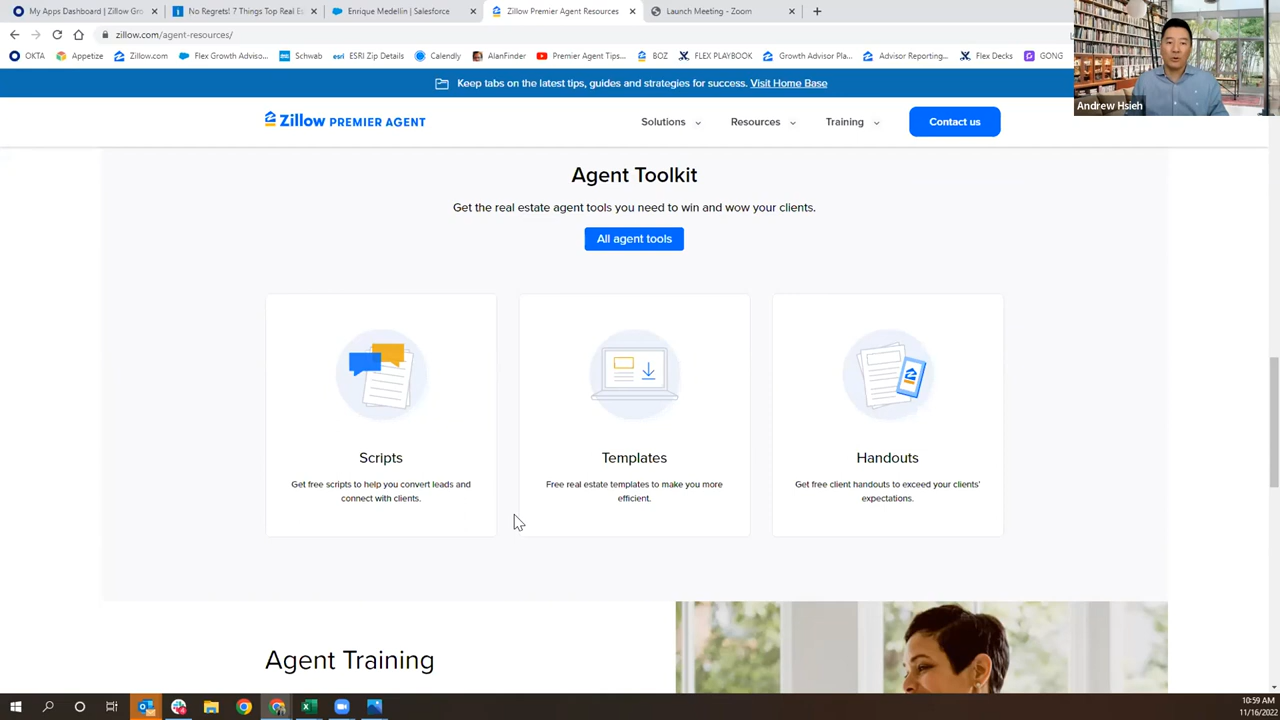 My Apps Dashboard | Zillow Gro
No Regrets! 7 Things Top Real Es
Enrique Medellin | Salesforce
Zillow Premier Agent Resources
Launch Meeting - Zoom
zillow.com/agent-resources/
OKTA
Appetize
Zillow.com
Flex Growth Adviso...
Schwab
esri ESRI Zip Details
Calendly
AlanFinder
Premier Agent Tips...
BOZ
FLEX PLAYBOOK
Growth Advisor Pla...
Advisor Reporting...
Flex Decks
GONG
Andrew Hsieh
Keep tabs on the latest tips, guides and strategies for success. Visit Home Base
Zillow PREMIER AGENT
Solutions
Resources
Training
Contact us
Agent Toolkit
Get the real estate agent tools you need to win and wow your clients.
All agent tools
Scripts
Get free scripts to help you convert leads and
connect with clients.
Templates
Free real estate templates to make you more
efficient.
Handouts
Get free client handouts to exceed your clients'
expectations.
Agent Training
10:59 AM
11/16/2022